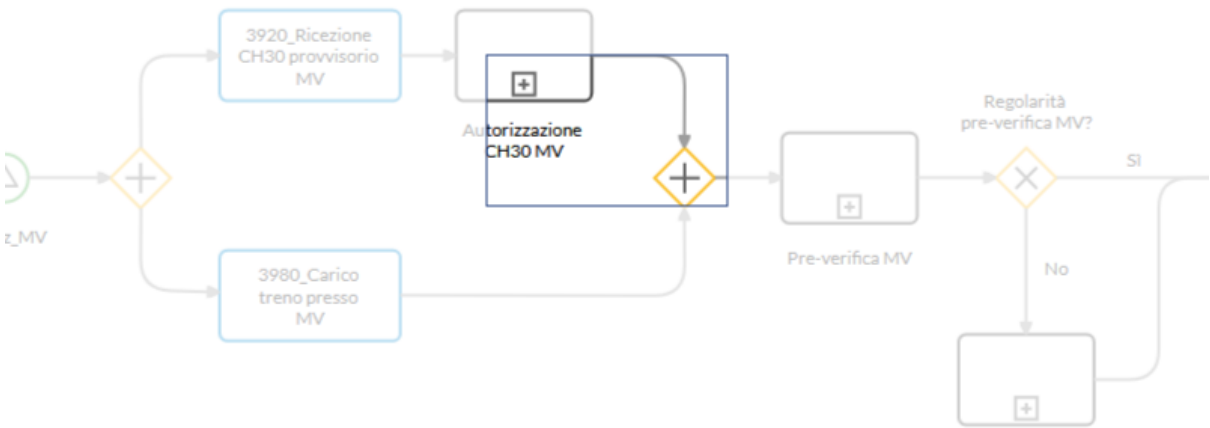 3920_Ricezione
CH30 provvisorio
MV
Autorizzazione
CH30 MV
Regolarità
pre-verifica MV?
Sì
z_MV
Pre-verifica MV
No
3980_Carico
treno presso
MV